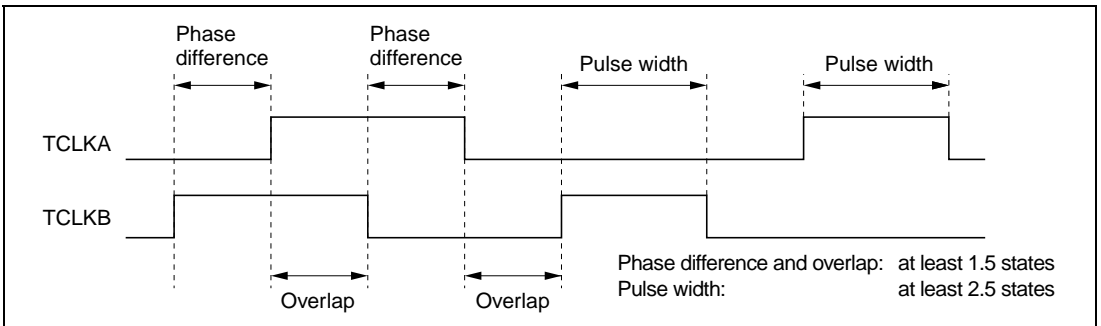 Phase
difference
Phase
difference
Pulse width
Pulse width
TCLKA
TCLKB
Overlap
Overlap
Phase difference and overlap: at least 1.5 states
Pulse width: at least 2.5 states